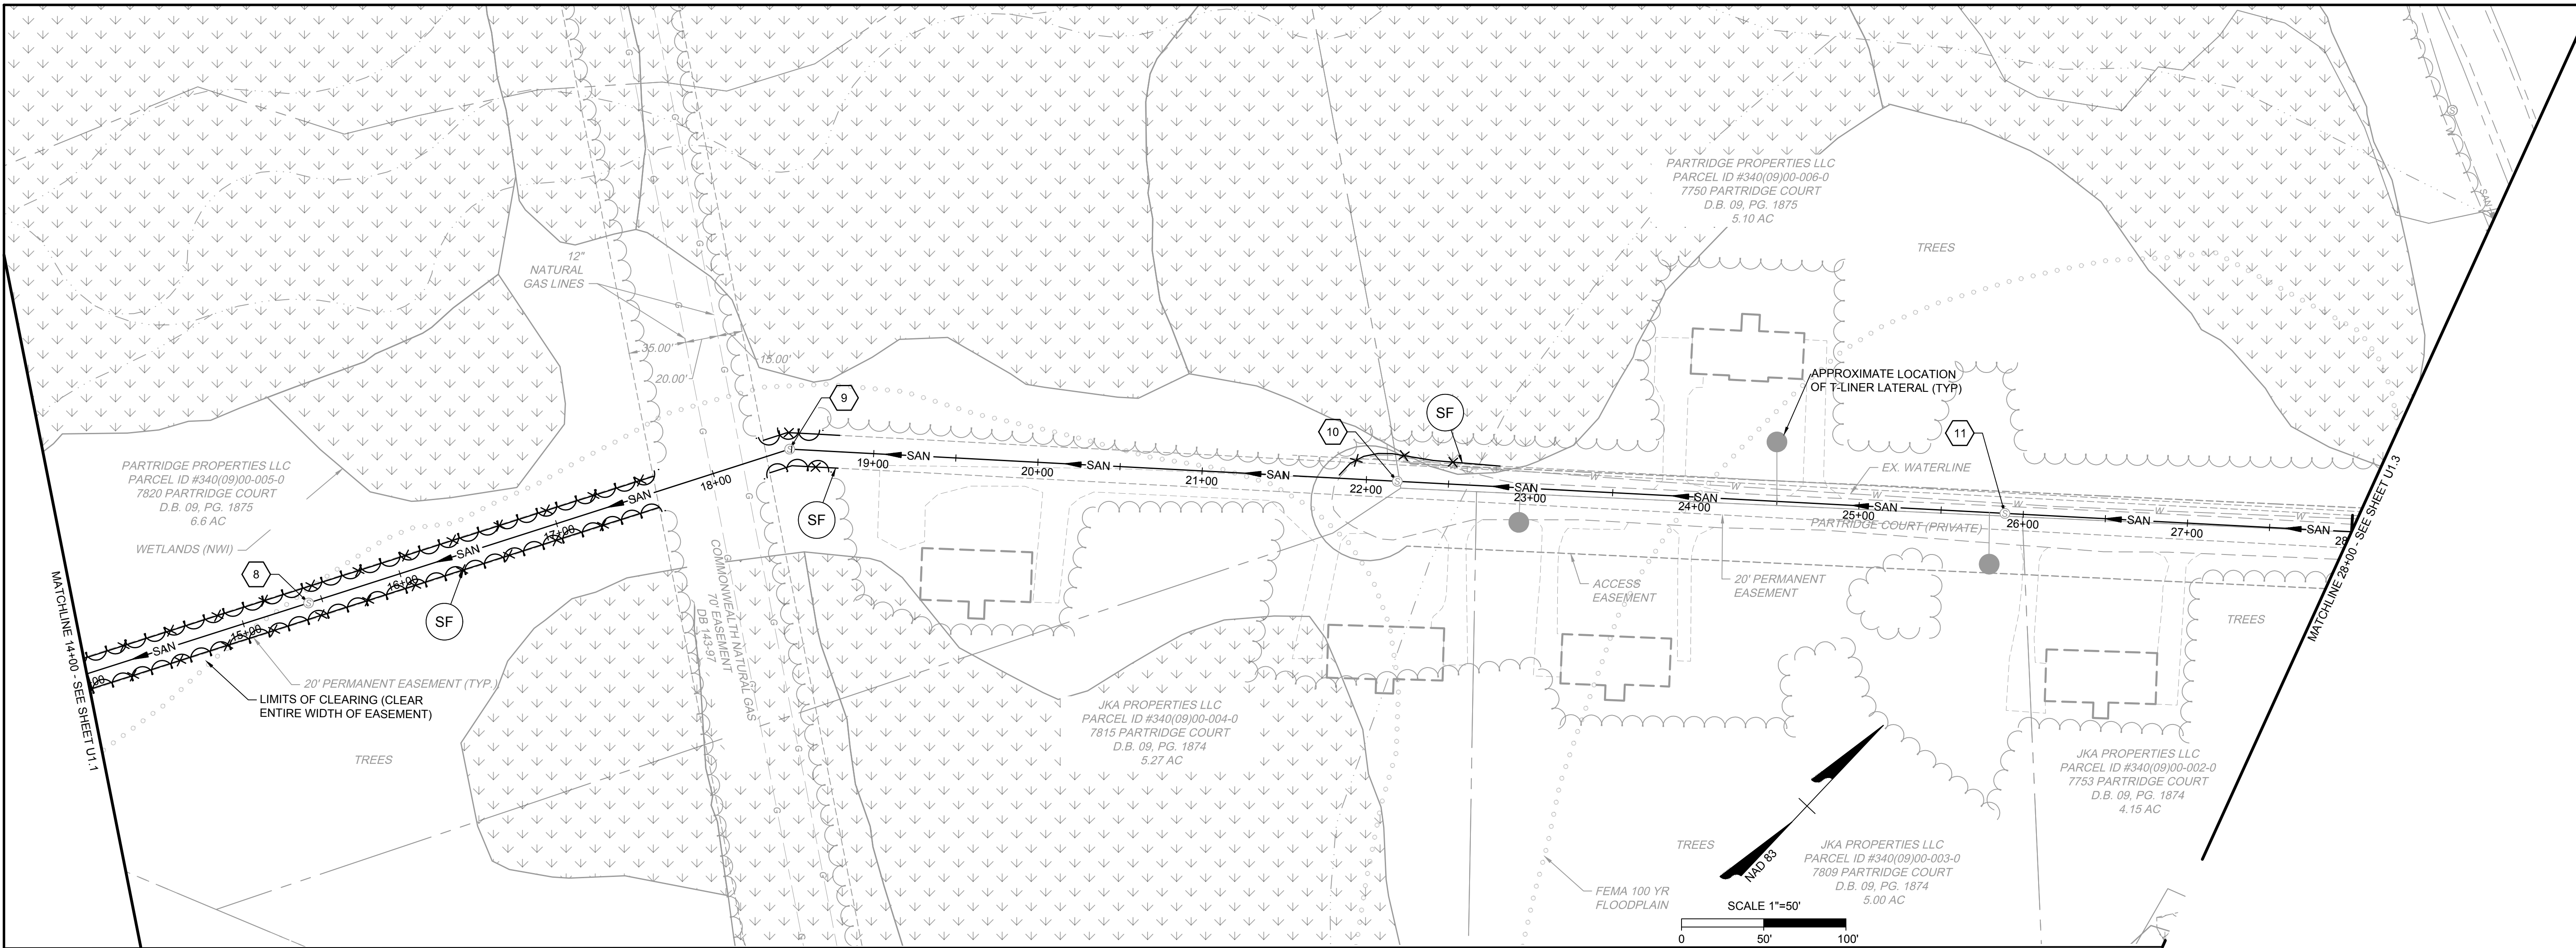 PARTRIDGE PROPERTIES LLC
PARCEL ID #340(09)00-006-0
7750 PARTRIDGE COURT
D.B. 09, PG. 1875
5.10 AC
TREES
12"
NATURAL
GAS LINES
35.00'
20.00'
15.00'
APPROXIMATE LOCATION
OF T-LINER LATERAL (TYP)
9
SF
10
11
EX. WATERLINE
PARTRIDGE PROPERTIES LLC
PARCEL ID #340(09)00-005-0
7820 PARTRIDGE COURT
D.B. 09, PG. 1875
6.6 AC
WETLANDS (NWI)
8
SF
SF
15+00
16+00
17+00
18+00
19+00
20+00
21+00
22+00
23+00
24+00
25+00
26+00
27+00
28
00
SAN
SAN
SAN
SAN
SAN
SAN
SAN
SAN
SAN
SAN
SAN
SAN
G
G
G
G
G
G
W
W
W
W
W
S
S
S
S
S
SAN
PARTRIDGE COURT (PRIVATE)
ACCESS
EASEMENT
20' PERMANENT
EASEMENT
COMMONWEALTH NATURAL GAS
70' EASEMENT
DB 143-97
MATCHLINE 14+00 - SEE SHEET U1.1
MATCHLINE 28+00 - SEE SHEET U1.3
20' PERMANENT EASEMENT (TYP.)
LIMITS OF CLEARING (CLEAR
ENTIRE WIDTH OF EASEMENT)
TREES
TREES
JKA PROPERTIES LLC
PARCEL ID #340(09)00-004-0
7815 PARTRIDGE COURT
D.B. 09, PG. 1874
5.27 AC
JKA PROPERTIES LLC
PARCEL ID #340(09)00-002-0
7753 PARTRIDGE COURT
D.B. 09, PG. 1874
4.15 AC
TREES
JKA PROPERTIES LLC
PARCEL ID #340(09)00-003-0
7809 PARTRIDGE COURT
D.B. 09, PG. 1874
5.00 AC
NAD 83
FEMA 100 YR
FLOODPLAIN
SCALE 1"=50'
0 50' 100'